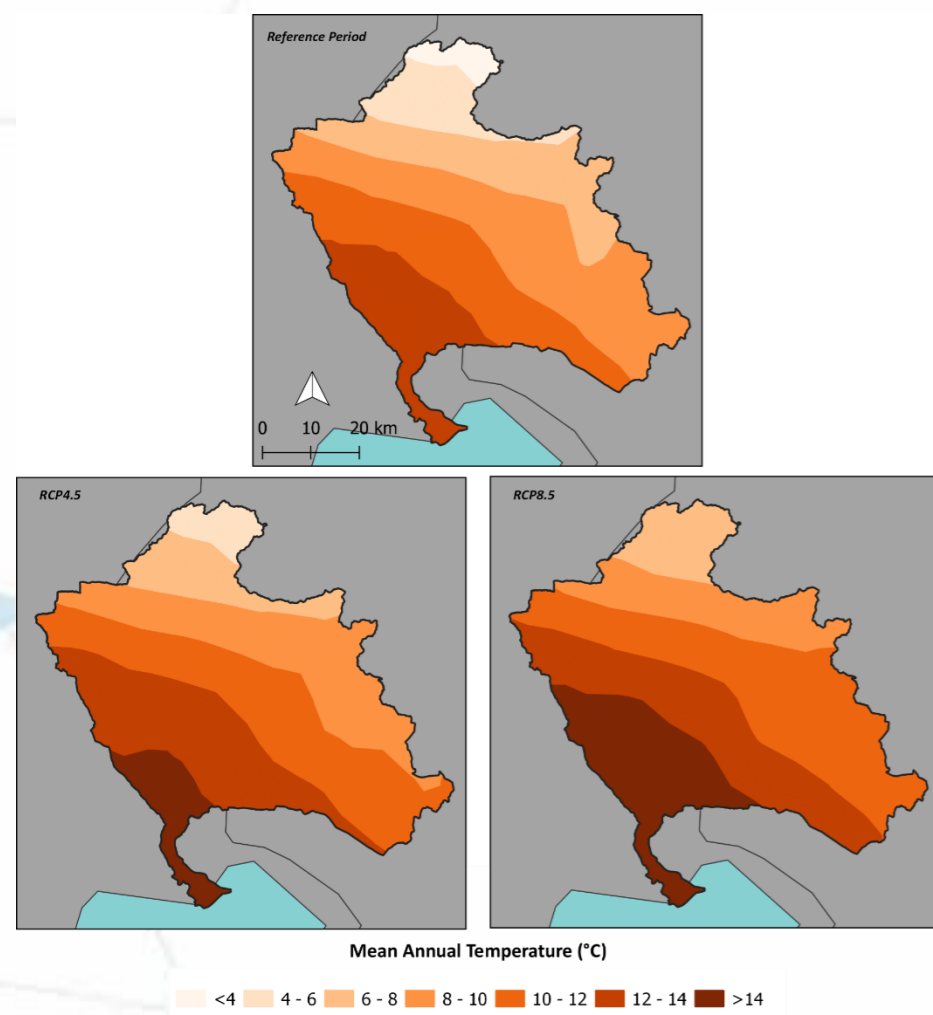 Reference Period
0 10 20 km
RCP4.5
RCP8.5
Mean Annual Temperature (°C)
<4 4 - 6 6 - 8 8 - 10 10 - 12 12 - 14 >14